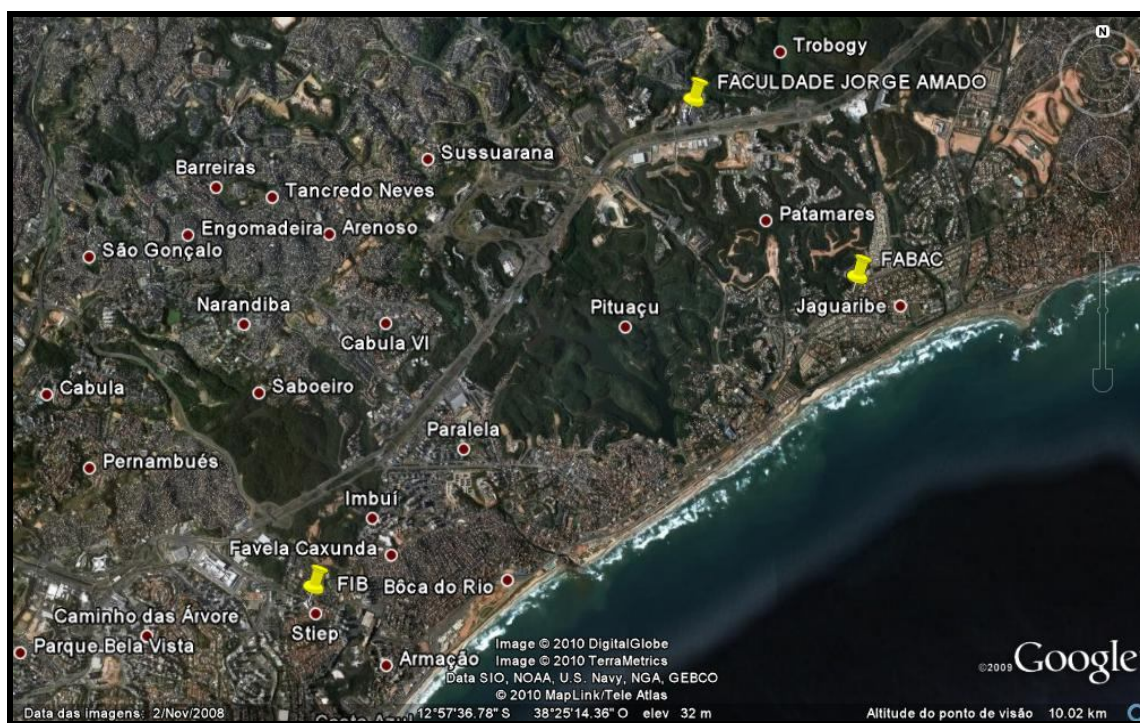 N
Trobogy
FACULDADE JORGE AMADO
Sussuarana
Barreiras
Tancredo Neves
Patamares
Engomadeira
Arenoso
São Gonçalo
FABAC
Narandiba
Pituaçu
Jaguaribe
Cabula VI
Cabula
Saboeiro
Paralela
Pernambués
Imbuí
Favela Caxunda
FIB
Bôca do Rio
Caminho das Árvore
Stiep
Parque Bela Vista
Armação
Image © 2010 DigitalGlobe
Image © 2010 TerraMetrics
Data SIO, NOAA, U.S. Navy, NGA, GEBCO
© 2010 MapLink/Tele Atlas
©2009 Google
Costa Azul
Data das imagens: 2/Nov/2008
12°57'36.78" S 38°25'14.36" O elev 32 m
Altitude do ponto de visão 10.02 km